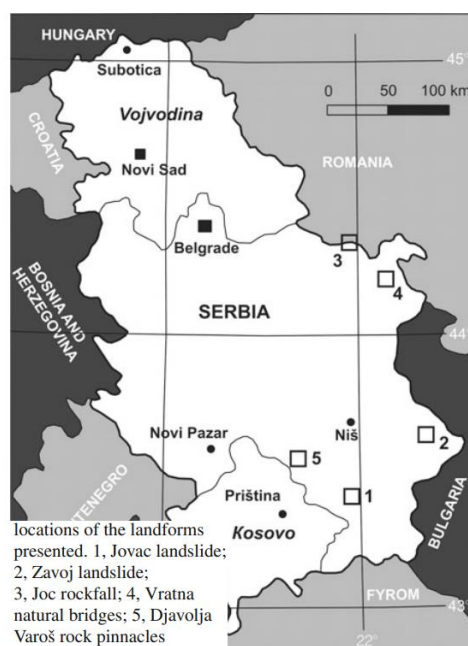 HUNGARY
45°
Subotica
Vojvodina
0 50 100 km
CROATIA
ROMANIA
Novi Sad
Belgrade
3
4
BOSNIA AND
HERZEGOVINA
SERBIA
44°
Novi Pazar
Niš
2
5
Priština
1
Kosovo
BULGARIA
TENEGRO
FYROM
43°
22°
locations of the landforms
presented. 1, Jovac landslide;
2, Zavoj landslide;
3, Joc rockfall; 4, Vratna
natural bridges; 5, Djavolja
Varoš rock pinnacles